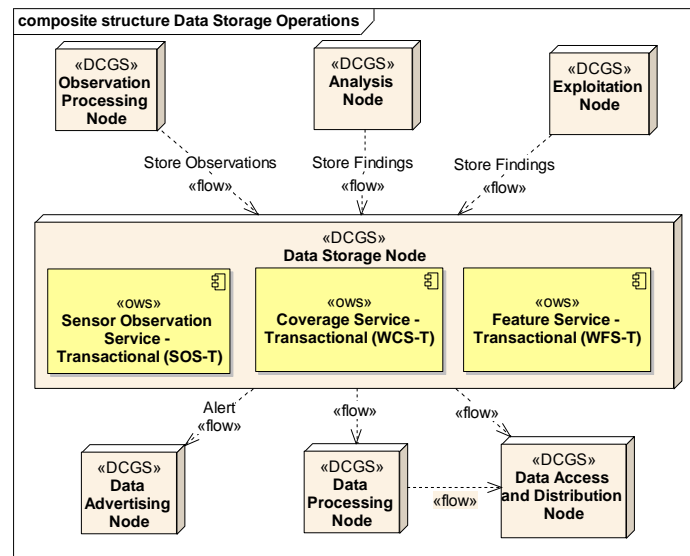 composite structure Data Storage Operations
«DCGS»
Observation
Processing
Node
«DCGS»
Analysis
Node
«DCGS»
Exploitation
Node
Store Observations
«flow»
Store Findings
«flow»
Store Findings
«flow»
«DCGS»
Data Storage Node
«ows»
Sensor Observation
Service -
Transactional (SOS-T)
«ows»
Coverage Service -
Transactional (WCS-T)
«ows»
Feature Service -
Transactional (WFS-T)
Alert
«flow»
«flow»
«flow»
«DCGS»
Data
Advertising
Node
«DCGS»
Data
Processing
Node
«flow»
«DCGS»
Data Access
and Distribution
Node